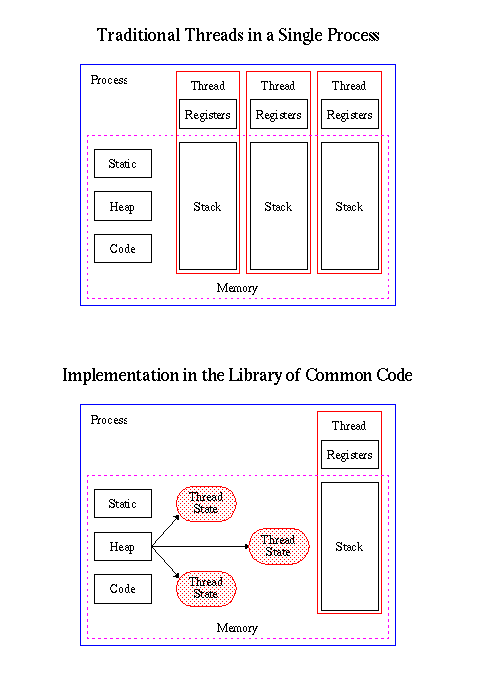 Traditional Threads in a Single Process
Process
Thread
Thread
Thread
Registers
Registers
Registers
Static
Heap
Code
Stack
Stack
Stack
Memory
Implementation in the Library of Common Code
Process
Thread
Registers
Static
Heap
Code
Thread
State
Thread
State
Thread
State
Stack
Memory